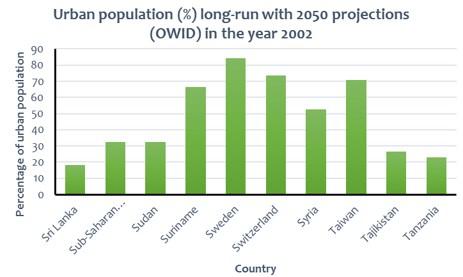 Urban population (%) long-run with 2050 projections
(OWID) in the year 2002
Percentage of urban population
90
80
70
60
50
40
30
20
10
0
Sri Lanka
Sub-Saharan...
Sudan
Suriname
Sweden
Switzerland
Syria
Taiwan
Tajikistan
Tanzania
Country